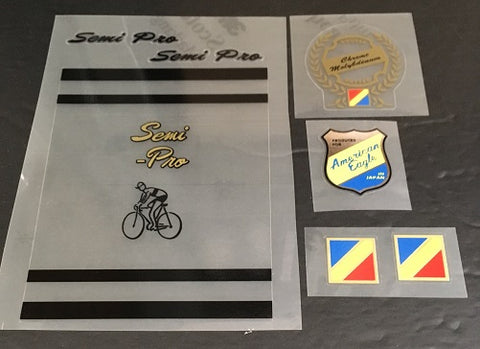 Semi Pro
Semi Pro
Semi
-Pro
Chrome
Molybdenum
PRODUCED
FOR
American
Eagle
IN
JAPAN